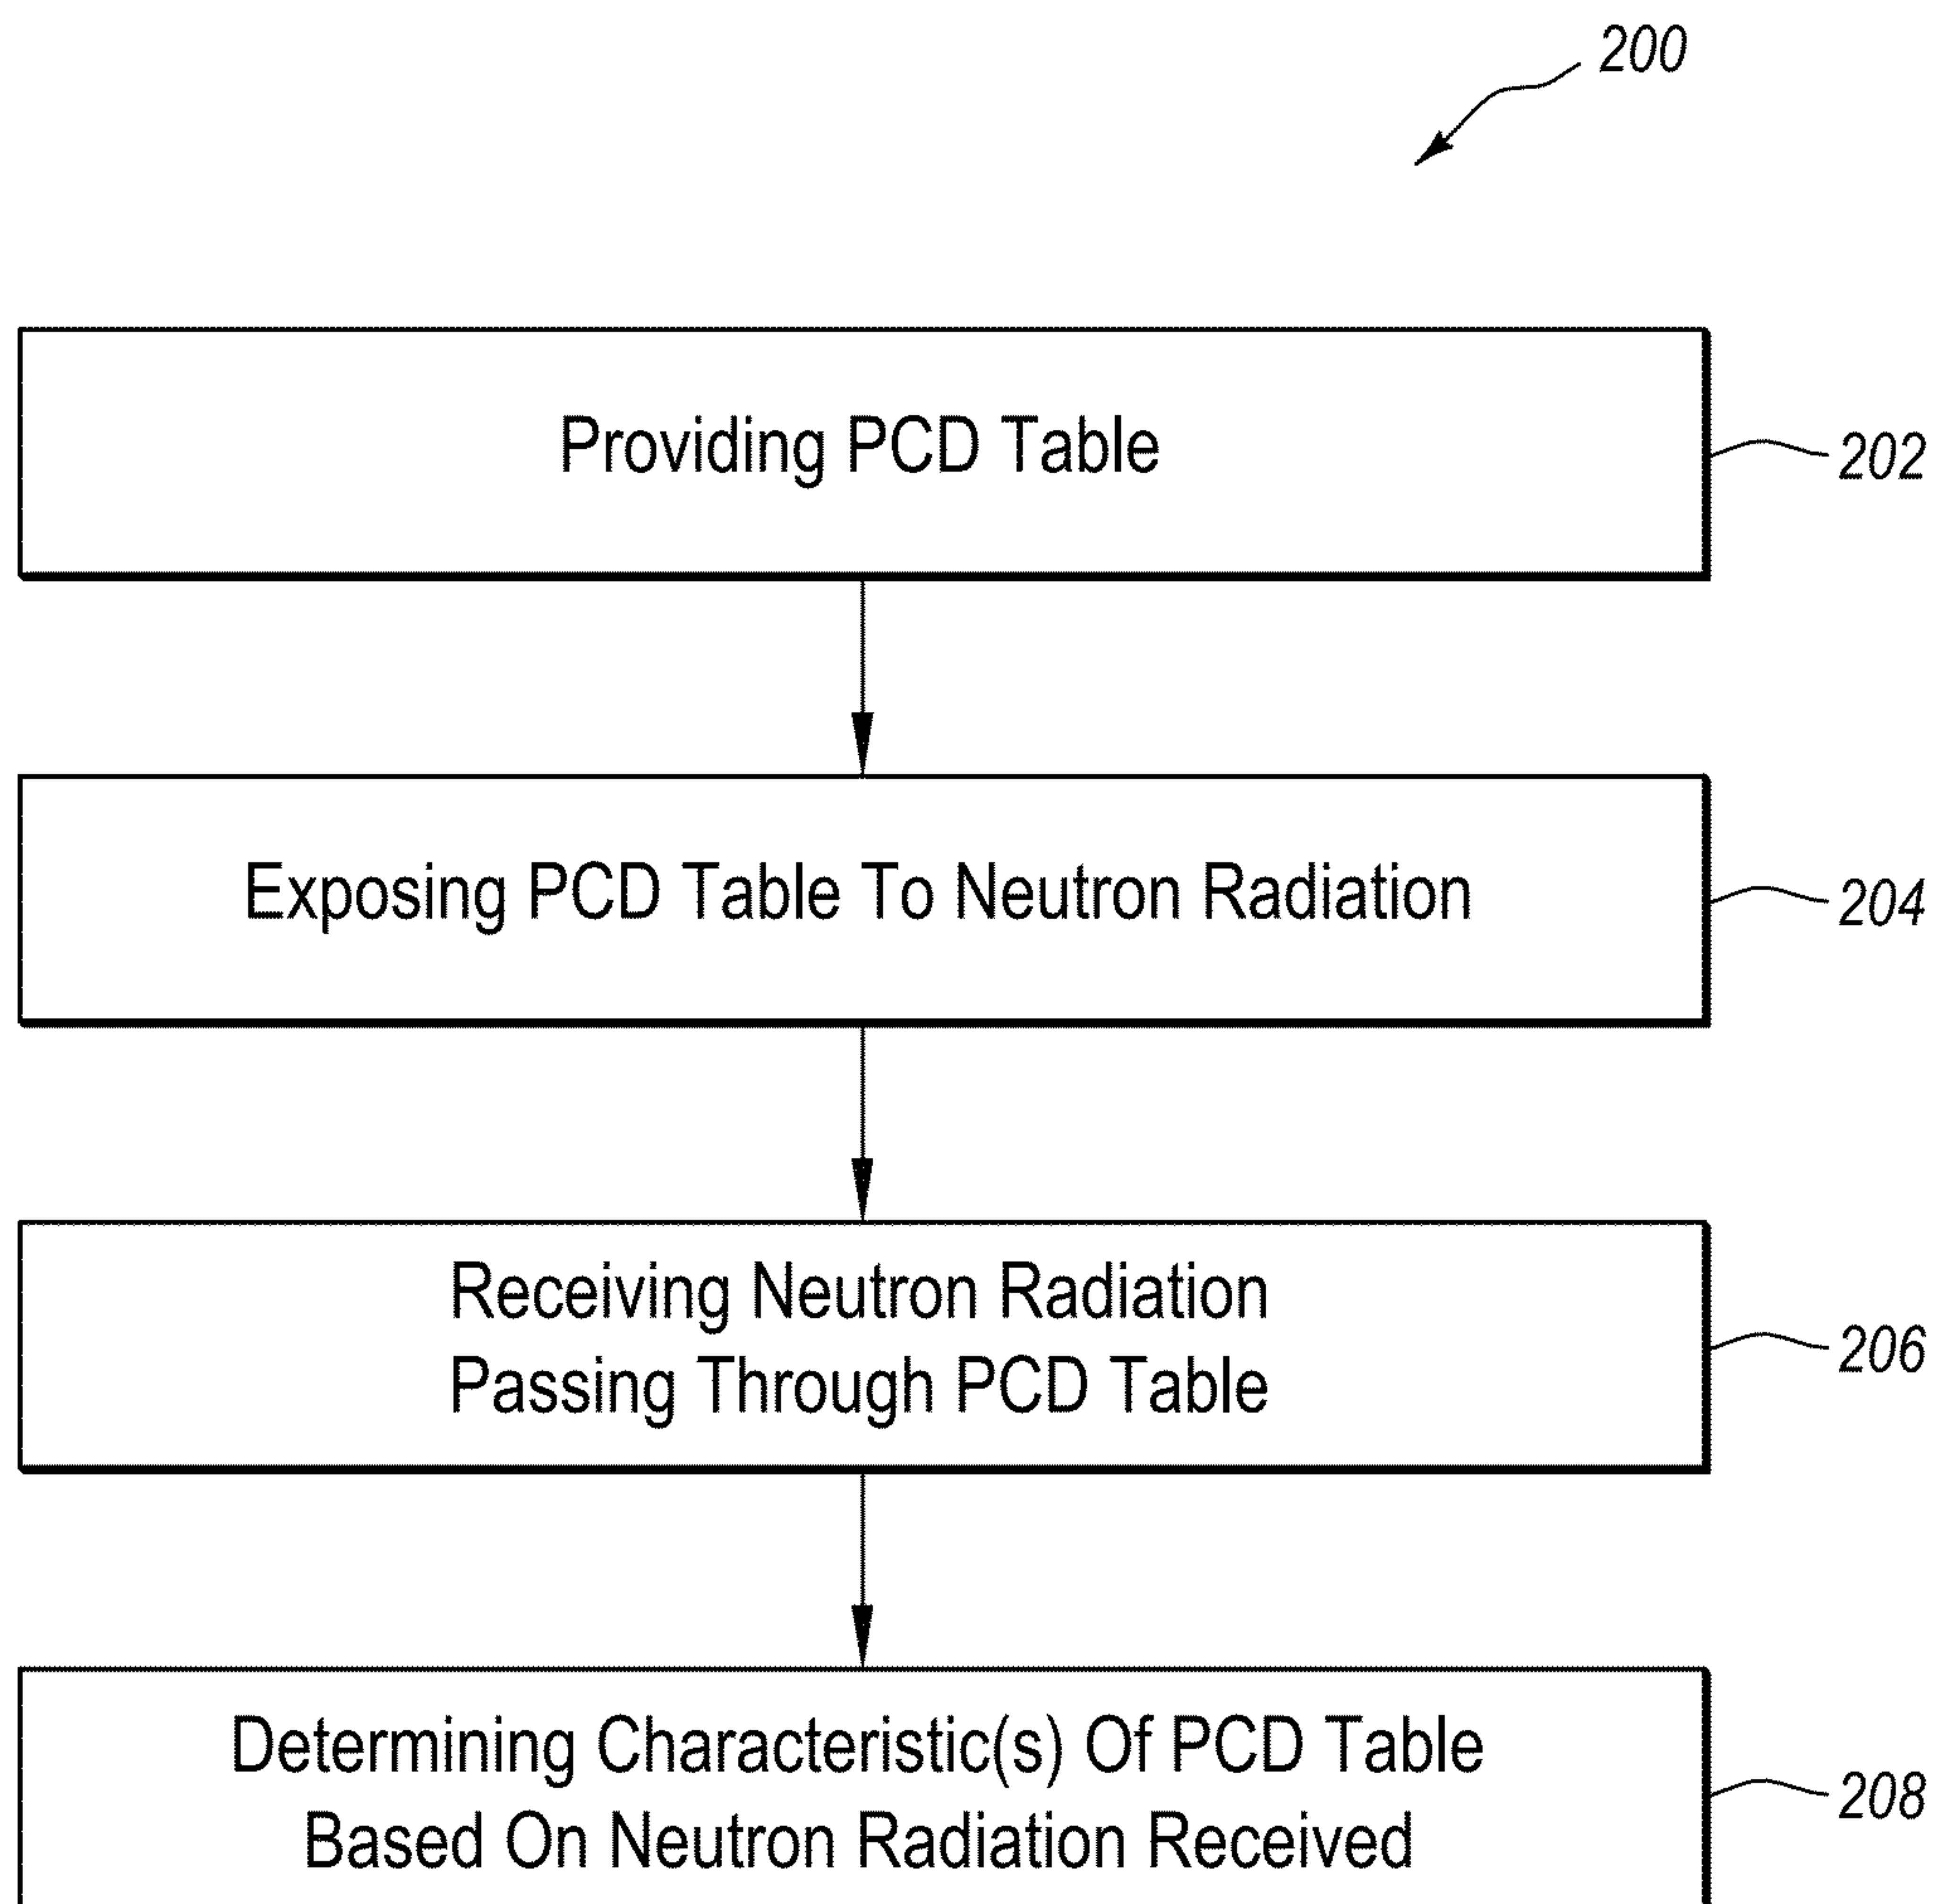 200
Providing PCD Table
202
Exposing PCD Table To Neutron Radiation
204
Receiving Neutron Radiation
Passing Through PCD Table
206
Determining Characteristic(s) Of PCD Table
Based On Neutron Radiation Received
208